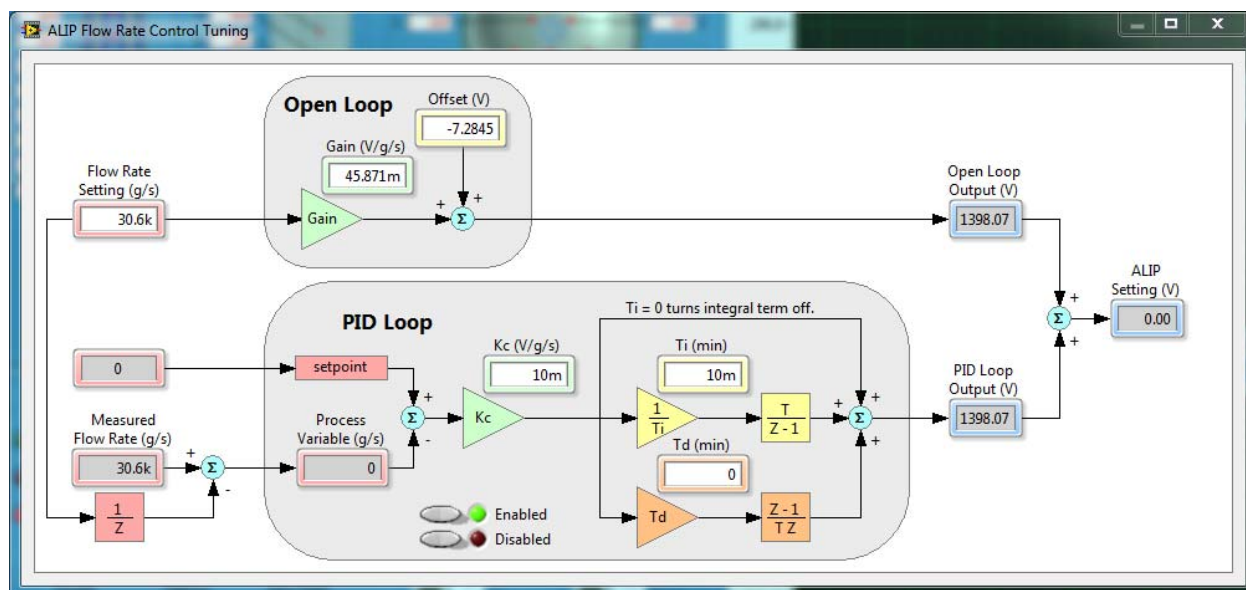 ALIP Flow Rate Control Tuning
Open Loop
Offset (V)
-7.2845
Gain (V/g/s)
45.871m
Flow Rate
Setting (g/s)
30.6k
Gain
+
+
Σ
Open Loop
Output (V)
1398.07
ALIP
Setting (V)
+
Σ
0.00
+
PID Loop
Ti = 0 turns integral term off.
Kc (V/g/s)
10m
Ti (min)
10m
PID Loop
Output (V)
1398.07
0
setpoint
+
Σ
-
Kc
1
Ti
T
Z - 1
+
+
Σ
+
Measured
Flow Rate (g/s)
30.6k
+
Σ
-
Process
Variable (g/s)
0
Td (min)
0
1
Z
Enabled
Disabled
Td
Z - 1
T Z